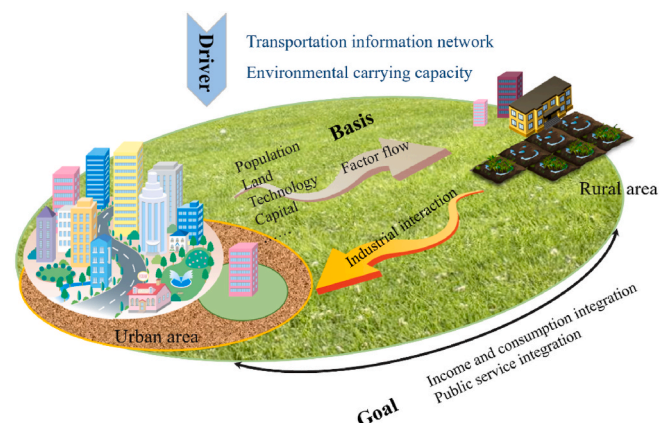 Driver
Transportation information network
Environmental carrying capacity
Basis
Population
Land
Technology
Capital
......
Factor flow
Rural area
Industrial interaction
Urban area
Goal
Income and consumption integration
Public service integration